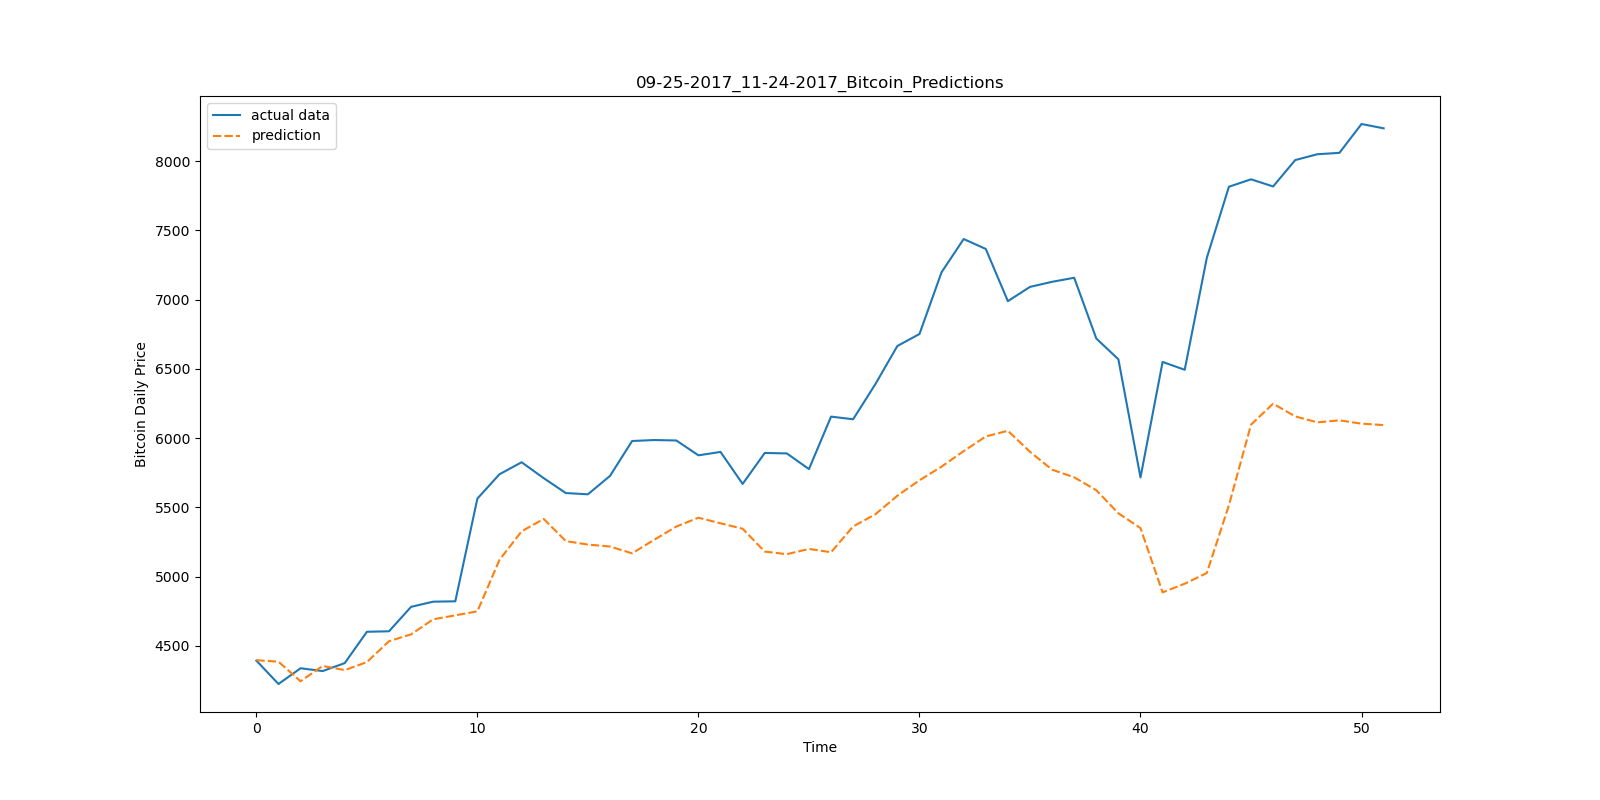 09-25-2017_11-24-2017_Bitcoin_Predictions
actual data
prediction
8000
7500
7000
6500
6000
5500
5000
4500
Bitcoin Daily Price
0 10 20 30 40 50
Time